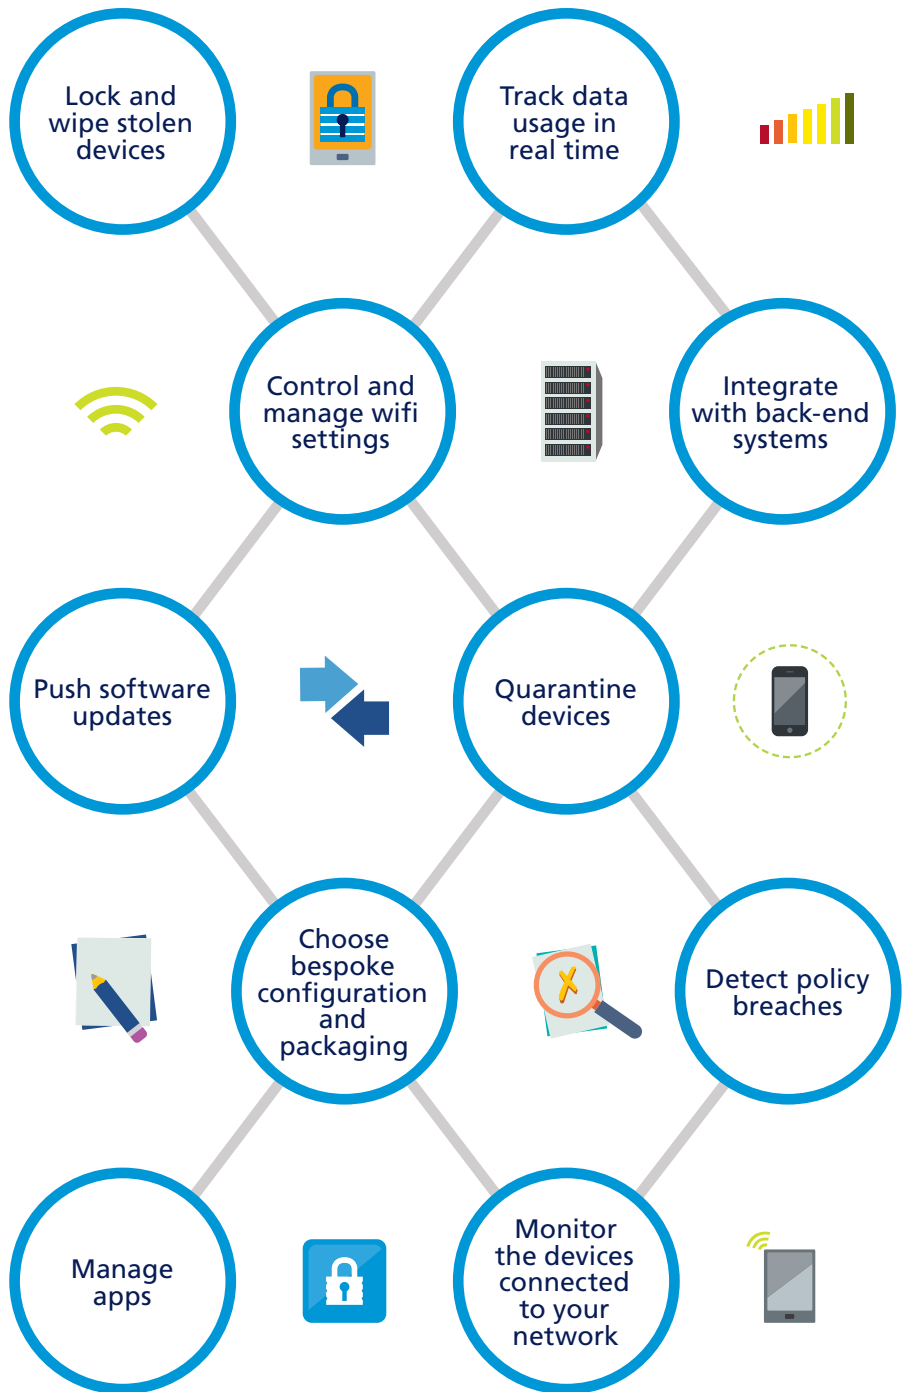 Lock and
wipe stolen
devices
Track data
usage in
real time
Control and
manage wifi
settings
Integrate
with back-end
systems
Push software
updates
Quarantine
devices
Choose
bespoke
configuration
and
packaging
Detect policy
breaches
Manage
apps
Monitor
the devices
connected
to your
network